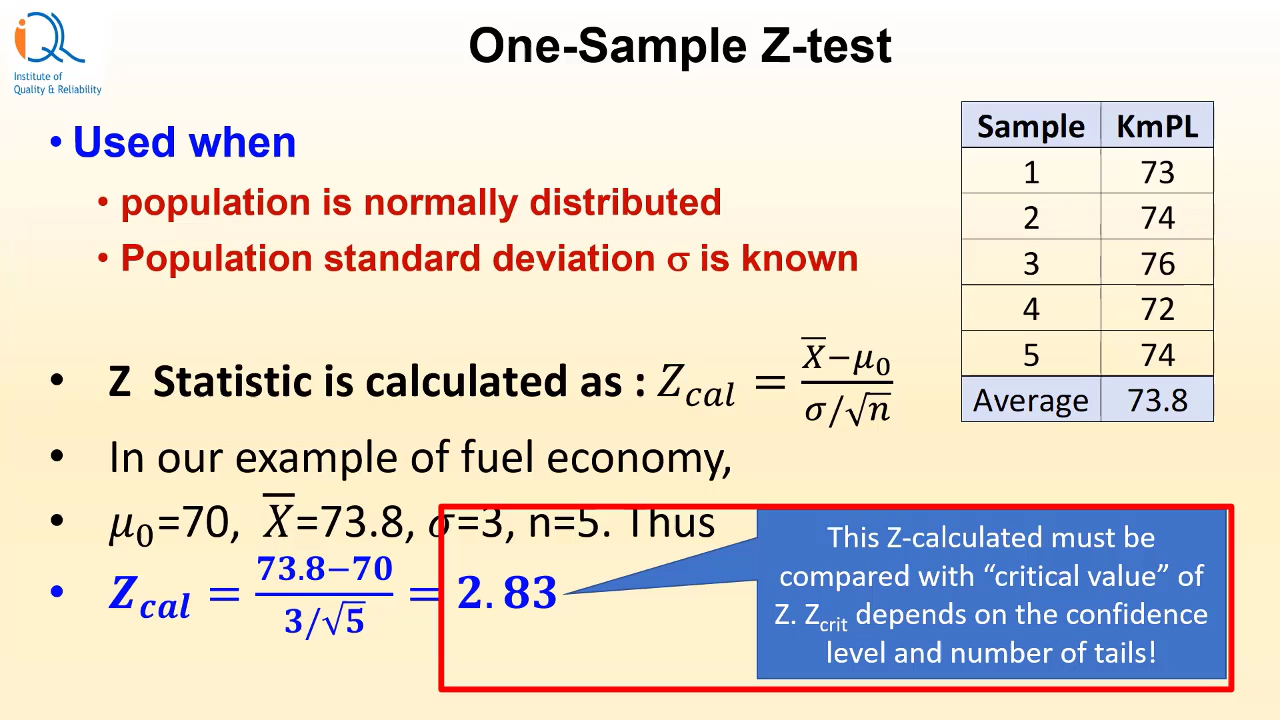 iQ
Institute of
Quality & Reliability
One-Sample Z-test
• Used when
• population is normally distributed
• Population standard deviation σ is known
Sample KmPL
1 73
2 74
3 76
4 72
5 74
Average 73.8
• Z Statistic is calculated as : Z_cal = (X̅−μ₀)/(σ/√n)
• In our example of fuel economy,
• μ₀=70, X̅=73.8, σ=3, n=5. Thus
• Z_cal = (73.8−70)/(3/√5) = 2.83
This Z-calculated must be
compared with “critical value” of
Z. Z_crit depends on the confidence
level and number of tails!